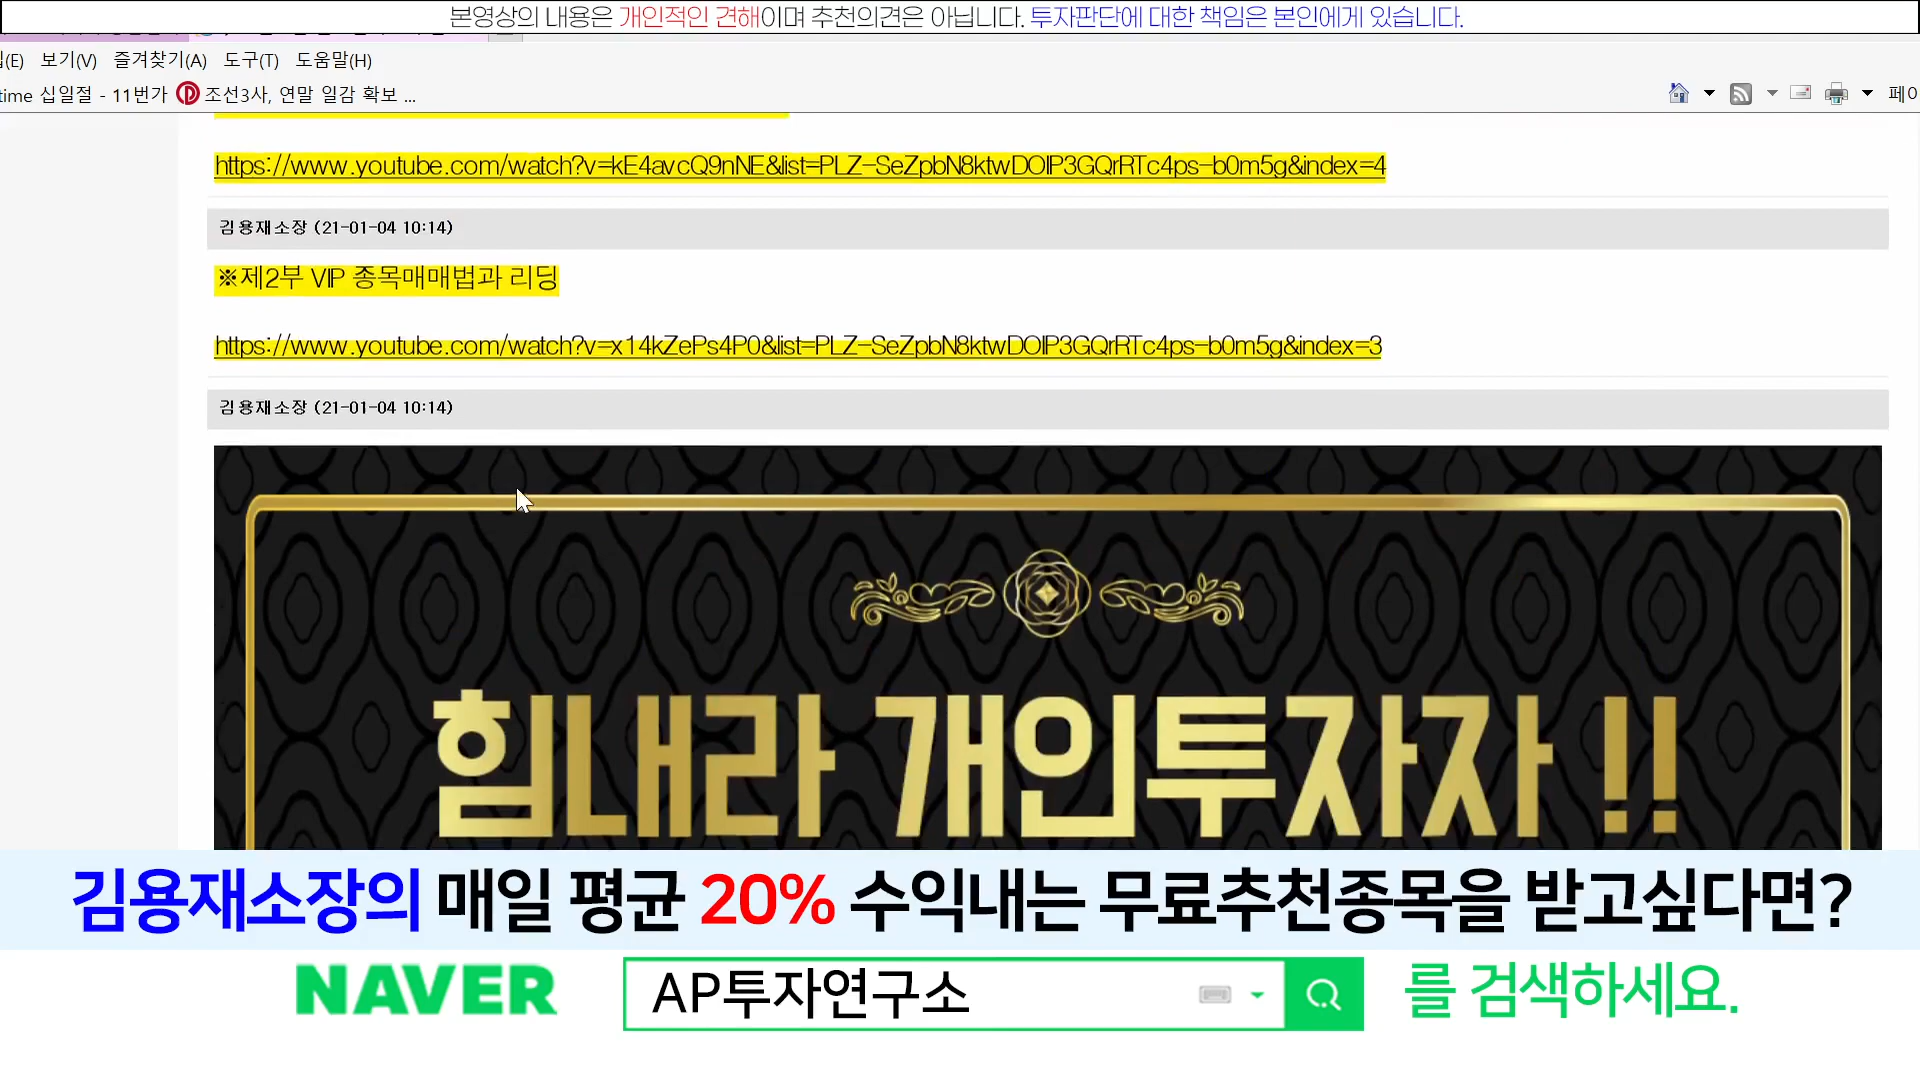 본영상의 내용은 개인적인 견해이며 추천의견은 아닙니다. 투자판단에 대한 책임은 본인에게 있습니다.
(E) 보기(V) 즐겨찾기(A) 도구(T) 도움말(H)
time 십일절 - 11번가 조선3사, 연말 일감 확보 ... 페이
https://www.youtube.com/watch?v=kE4avcQ9nNE&list=PLZ-SeZpbN8ktwDOlP3GQrRTc4ps-b0m5g&index=4
김용재소장 (21-01-04 10:14)
※제2부 VIP 종목매매법과 리딩
https://www.youtube.com/watch?v=x14kZePs4P0&list=PLZ-SeZpbN8ktwDOlP3GQrRTc4ps-b0m5g&index=3
김용재소장 (21-01-04 10:14)
힘내라 개인투자자 !!
김용재소장의 매일 평균 20% 수익내는 무료추천종목을 받고싶다면?
NAVER AP투자연구소 를 검색하세요.